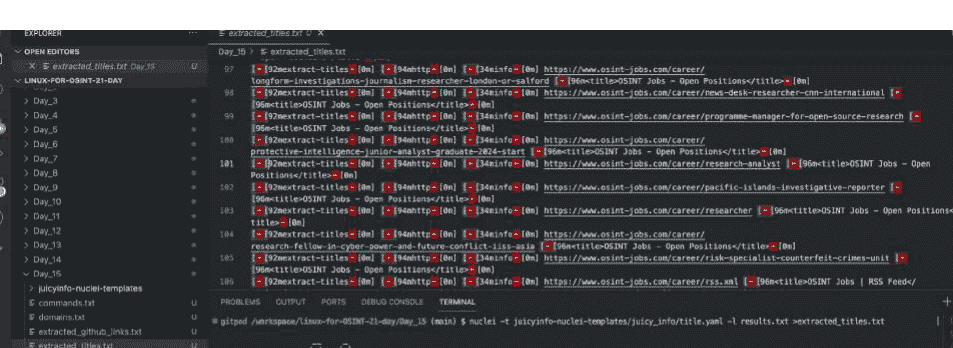 EXPLORER
OPEN EDITORS
extracted_titles.txt Day_15 U
LINUX-FOR-OSINT-21-DAY
Day_3
Day_4
Day_5
Day_6
Day_7
Day_8
Day_9
Day_10
Day_11
Day_12
Day_13
Day_14
Day_15
juicyinfo-nuclei-templates
commands.txt U
domains.txt U
extracted_github_links.txt U
extracted_titles.txt U
extracted_titles.txt U X
Day_15 > extracted_titles.txt
97 [[92mextract-titles[0m] [[94mhttp[0m] [[34minfo[0m] https://www.osint-jobs.com/career/
longform-investigations-journalism-researcher-london-or-salford [[96m<title>OSINT Jobs - Open Positions</title>[0m]
98 [[92mextract-titles[0m] [[94mhttp[0m] [[34minfo[0m] https://www.osint-jobs.com/career/news-desk-researcher-cnn-international [
[96m<title>OSINT Jobs - Open Positions</title>[0m]
99 [[92mextract-titles[0m] [[94mhttp[0m] [[34minfo[0m] https://www.osint-jobs.com/career/programme-manager-for-open-source-research [
[96m<title>OSINT Jobs - Open Positions</title>[0m]
100 [[92mextract-titles[0m] [[94mhttp[0m] [[34minfo[0m] https://www.osint-jobs.com/career/
protective-intelligence-junior-analyst-graduate-2024-start [[96m<title>OSINT Jobs - Open Positions</title>[0m]
101 [[92mextract-titles[0m] [[94mhttp[0m] [[34minfo[0m] https://www.osint-jobs.com/career/research-analyst [[96m<title>OSINT Jobs - Open
Positions</title>[0m]
102 [[92mextract-titles[0m] [[94mhttp[0m] [[34minfo[0m] https://www.osint-jobs.com/career/pacific-islands-investigative-reporter [
[96m<title>OSINT Jobs - Open Positions</title>[0m]
103 [[92mextract-titles[0m] [[94mhttp[0m] [[34minfo[0m] https://www.osint-jobs.com/career/researcher [[96m<title>OSINT Jobs - Open Positions</
title>[0m]
104 [[92mextract-titles[0m] [[94mhttp[0m] [[34minfo[0m] https://www.osint-jobs.com/career/
research-fellow-in-cyber-power-and-future-conflict-iiss-asia [[96m<title>OSINT Jobs - Open Positions</title>[0m]
105 [[92mextract-titles[0m] [[94mhttp[0m] [[34minfo[0m] https://www.osint-jobs.com/career/risk-specialist-counterfeit-crimes-unit [
[96m<title>OSINT Jobs - Open Positions</title>[0m]
106 [[92mextract-titles[0m] [[94mhttp[0m] [[34minfo[0m] https://www.osint-jobs.com/career/rss.xml [[96m<title>OSINT Jobs | RSS Feed</
PROBLEMS OUTPUT PORTS DEBUG CONSOLE TERMINAL
gitpod /workspace/linux-for-OSINT-21-day/Day_15 (main) $ nuclei -t juicyinfo-nuclei-templates/juicy_info/title.yaml -l results.txt >extracted_titles.txt